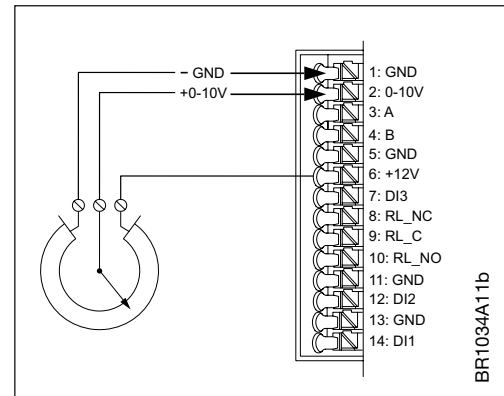 – GND
+0-10V
1: GND
2: 0-10V
3: A
4: B
5: GND
6: +12V
7: DI3
8: RL_NC
9: RL_C
10: RL_NO
11: GND
12: DI2
13: GND
14: DI1
BR1034A11b